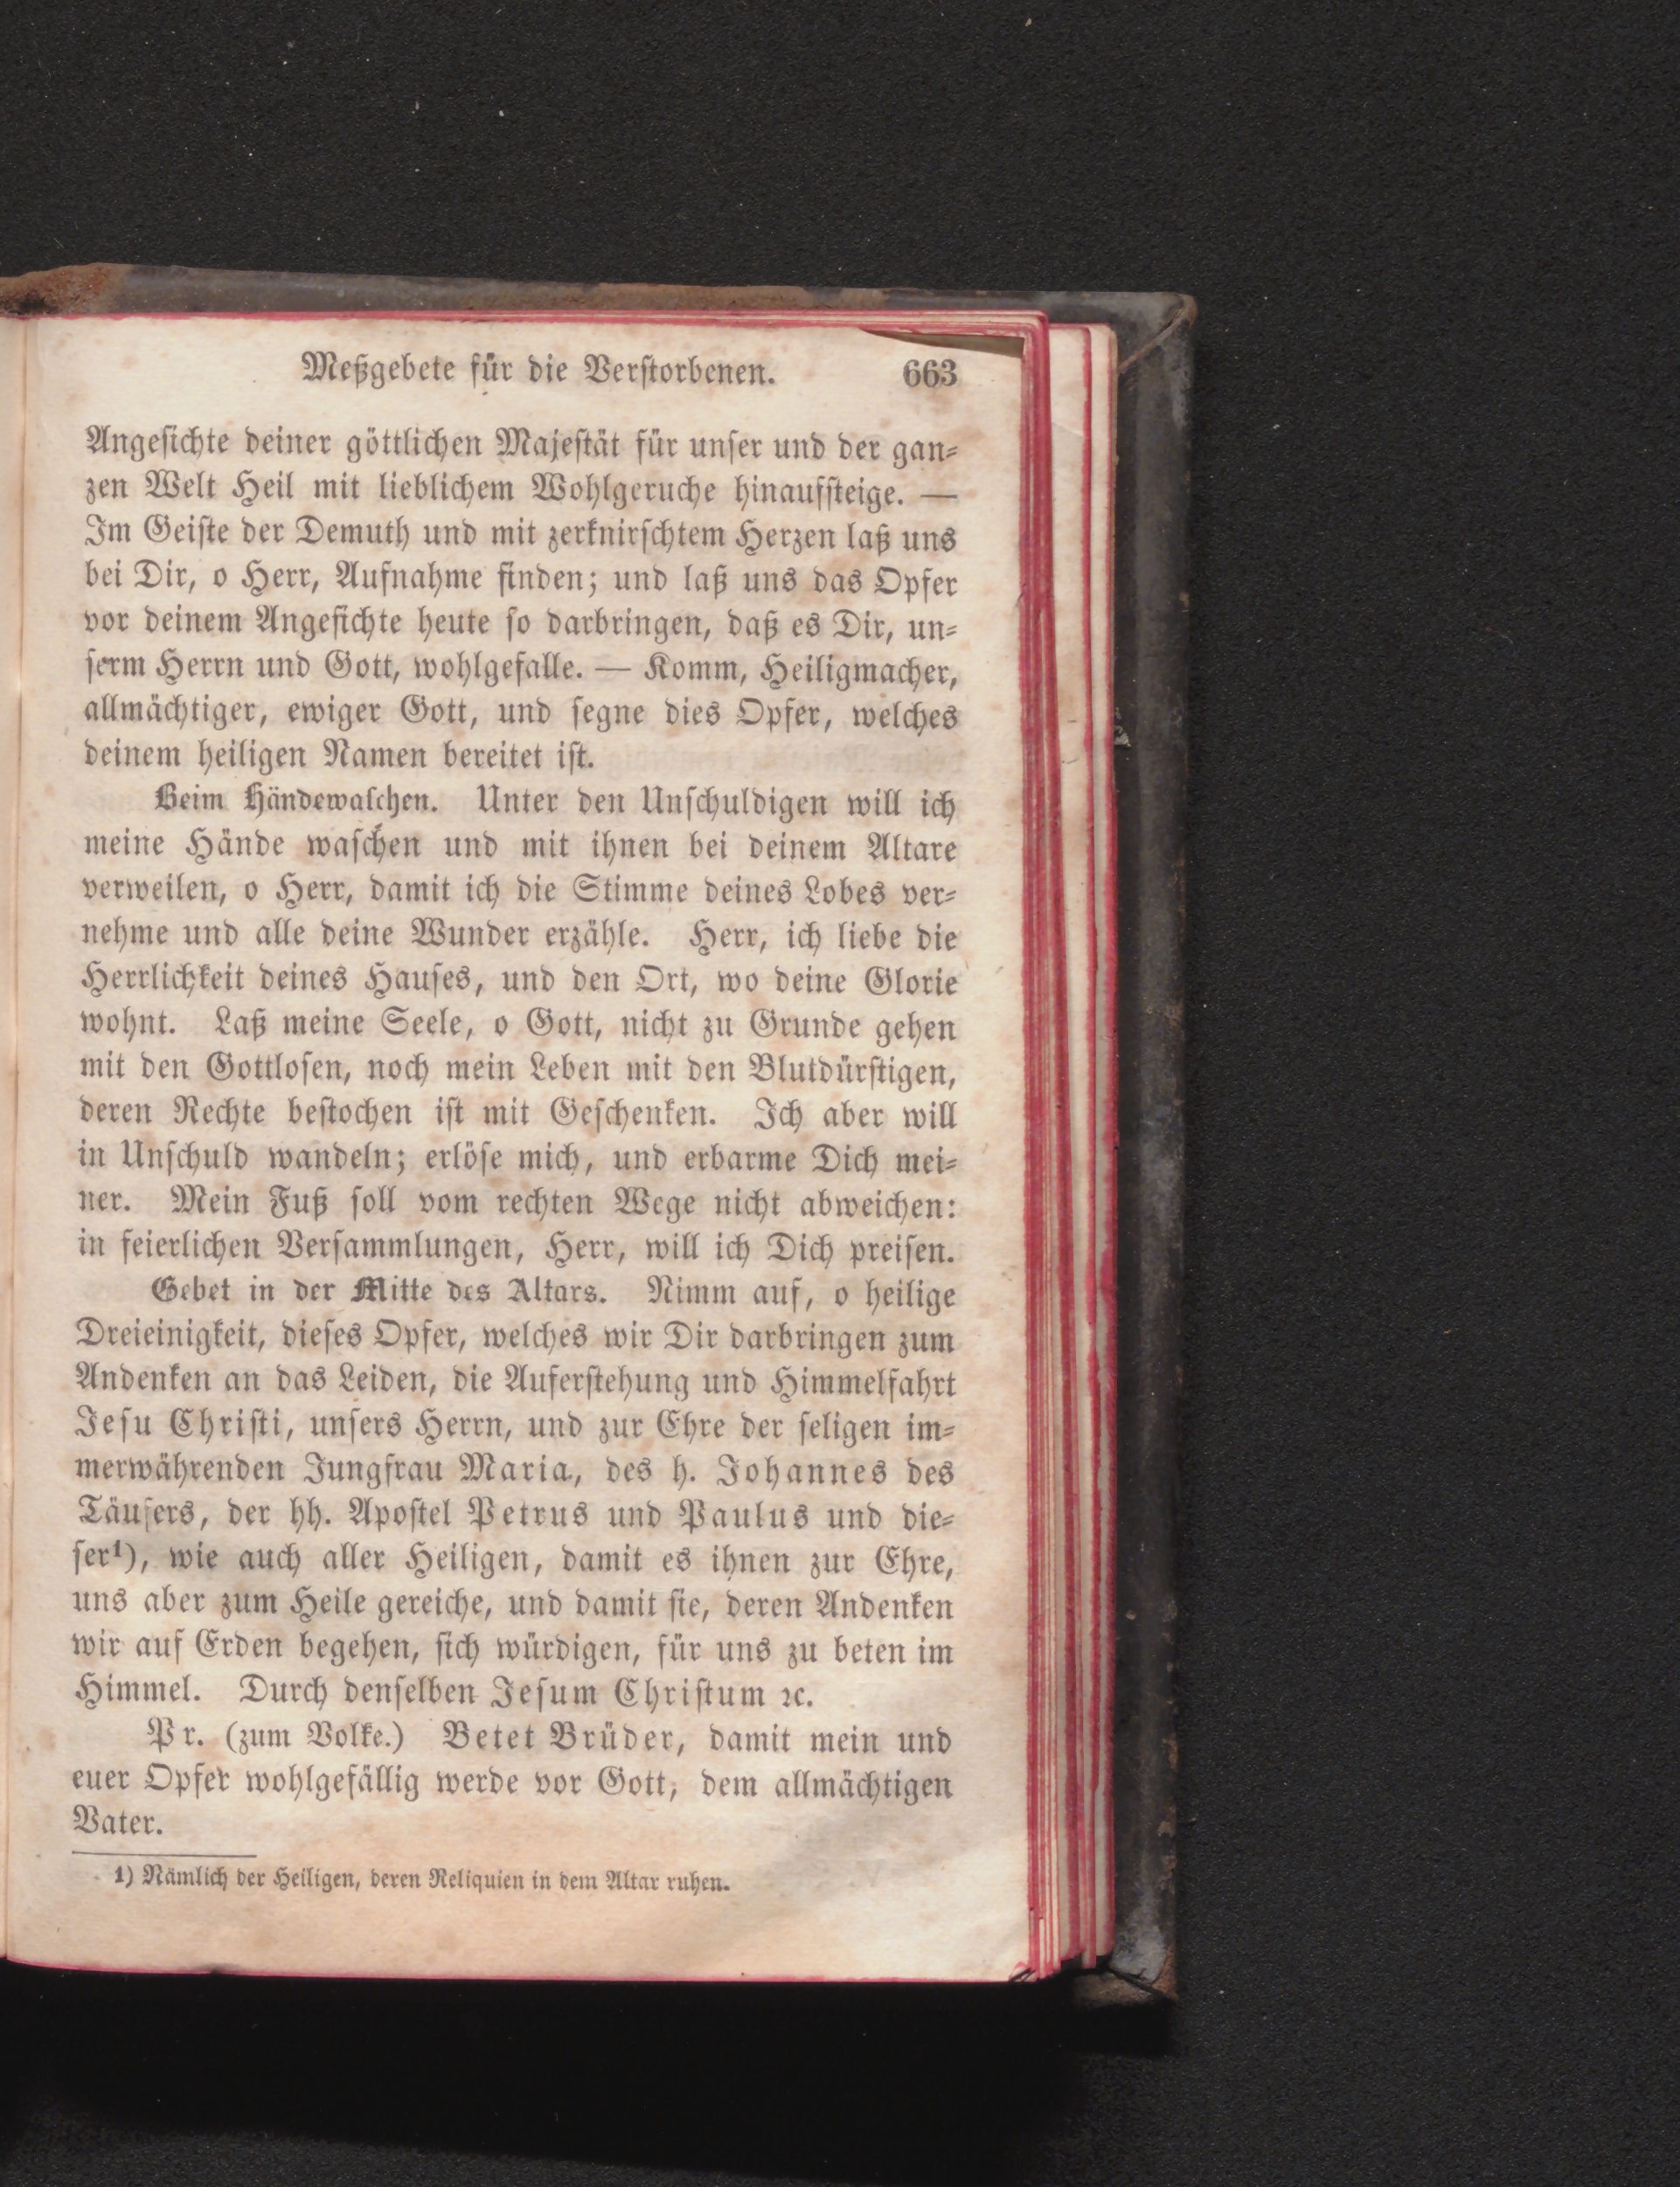 Meßgebete für die Verstorbenen. 663
Angesichte deiner göttlichen Majestät für unser und der gan-
zen Welt Heil mit lieblichem Wohlgeruche hinaufsteige. —
Im Geiste der Demuth und mit zerknirschtem Herzen laß uns
bei Dir, o Herr, Aufnahme finden; und laß uns das Opfer
vor deinem Angesichte heute so darbringen, daß es Dir, un-
serm Herrn und Gott, wohlgefalle. — Komm, Heiligmacher,
allmächtiger, ewiger Gott, und segne dies Opfer, welches
deinem heiligen Namen bereitet ist.
Beim Händewaschen. Unter den Unschuldigen will ich
meine Hände waschen und mit ihnen bei deinem Altare
verweilen, o Herr, damit ich die Stimme deines Lobes ver-
nehme und alle deine Wunder erzähle. Herr, ich liebe die
Herrlichkeit deines Hauses, und den Ort, wo deine Glorie
wohnt. Laß meine Seele, o Gott, nicht zu Grunde gehen
mit den Gottlosen, noch mein Leben mit den Blutdürstigen,
deren Rechte bestochen ist mit Geschenken. Ich aber will
in Unschuld wandeln; erlöse mich, und erbarme Dich mei-
ner. Mein Fuß soll vom rechten Wege nicht abweichen:
in feierlichen Versammlungen, Herr, will ich Dich preisen.
Gebet in der Mitte des Altars. Nimm auf, o heilige
Dreieinigkeit, dieses Opfer, welches wir Dir darbringen zum
Andenken an das Leiden, die Auferstehung und Himmelfahrt
Jesu Christi, unsers Herrn, und zur Ehre der seligen im-
merwährenden Jungfrau Maria, des h. Johannes des
Täufers, der hh. Apostel Petrus und Paulus und die-
ser¹), wie auch aller Heiligen, damit es ihnen zur Ehre,
uns aber zum Heile gereiche, und damit sie, deren Andenken
wir auf Erden begehen, sich würdigen, für uns zu beten im
Himmel. Durch denselben Jesum Christum ꝛc.
Pr. (zum Volke.) Betet Brüder, damit mein und
euer Opfer wohlgefällig werde vor Gott, dem allmächtigen
Vater.
1) Nämlich der Heiligen, deren Reliquien in dem Altar ruhen.